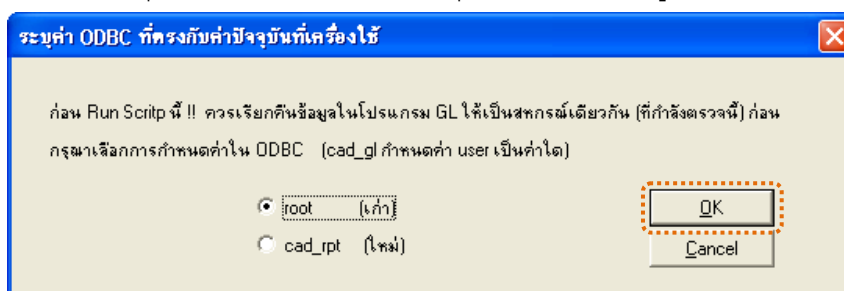 ระบุค่า ODBC ที่ตรงกับค่าปัจจุบันที่เครื่องใช้
ก่อน Run Scritp นี้ !! ควรเรียกคืนข้อมูลในโปรแกรม GL ให้เป็นสหกรณ์เดียวกัน (ที่กำลังตรวจนี้) ก่อน
กรุณาเลือกการกำหนดค่าใน ODBC (cad_gl กำหนดค่า user เป็นค่าใด)
root (เก่า)
OK
cad_rpt (ใหม่)
Cancel